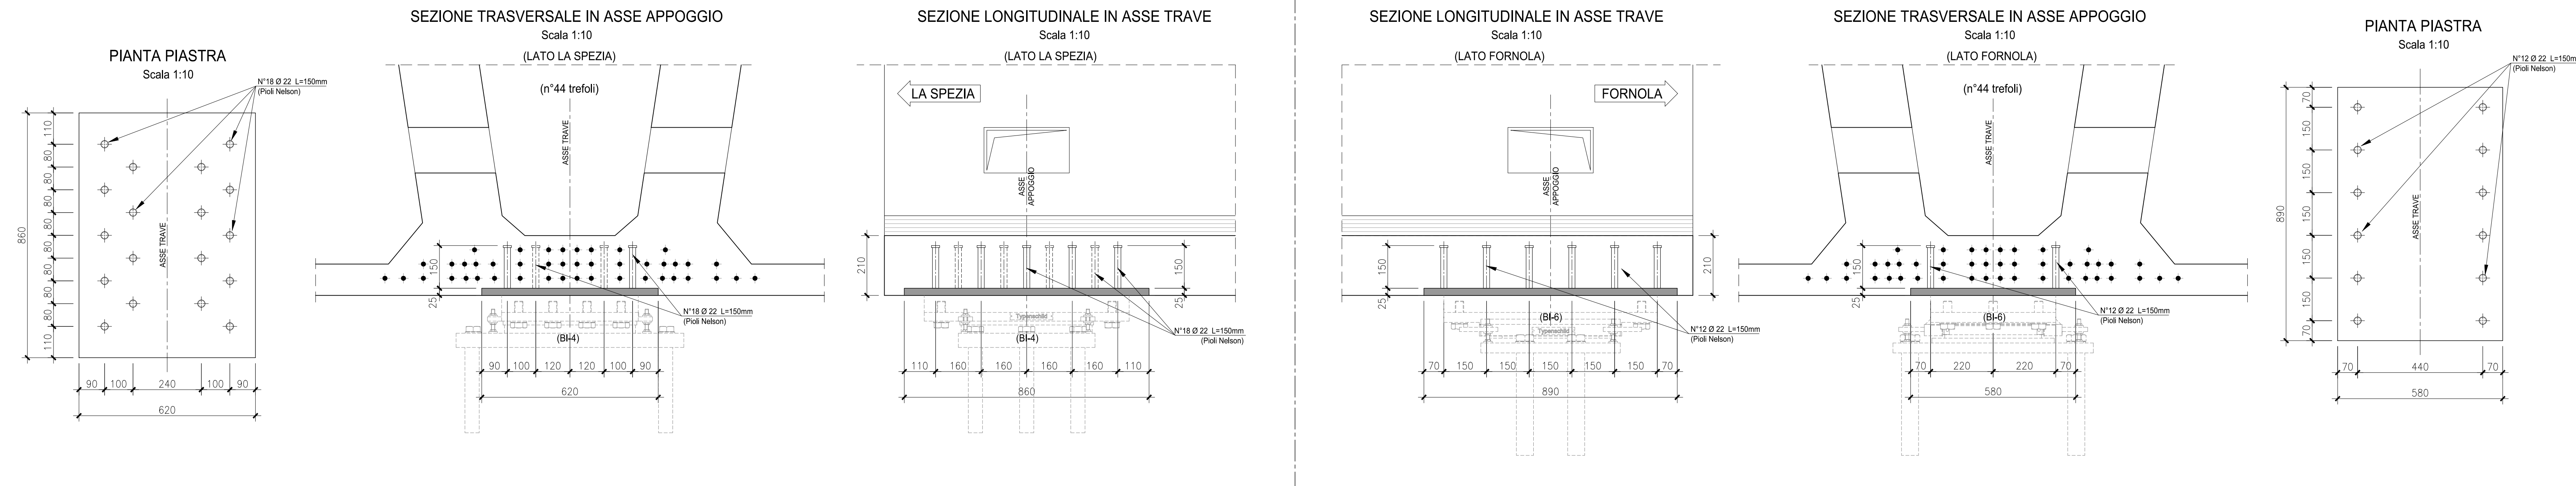 PIANTA PIASTRA
Scala 1:10
N°18 Ø 22 L=150mm
(Pioli Nelson)
860
110
80
80
80
80
80
80
80
80
110
ASSE TRAVE
90
100
240
100
90
620
SEZIONE TRASVERSALE IN ASSE APPOGGIO
Scala 1:10
(LATO LA SPEZIA)
(n°44 trefoli)
ASSE TRAVE
150
25
N°18 Ø 22 L=150mm
(Pioli Nelson)
(BI-4)
90
100
120
120
100
90
620
SEZIONE LONGITUDINALE IN ASSE TRAVE
Scala 1:10
(LATO LA SPEZIA)
LA SPEZIA
ASSE
APPOGGIO
210
150
25
Typenschild
N°18 Ø 22 L=150mm
(Pioli Nelson)
(BI-4)
110
160
160
160
160
110
860
SEZIONE LONGITUDINALE IN ASSE TRAVE
Scala 1:10
(LATO FORNOLA)
FORNOLA
ASSE
APPOGGIO
150
25
210
(BI-6)
Typenschild
N°12 Ø 22 L=150mm
(Pioli Nelson)
70
150
150
150
150
150
70
890
SEZIONE TRASVERSALE IN ASSE APPOGGIO
Scala 1:10
(LATO FORNOLA)
(n°44 trefoli)
ASSE TRAVE
150
25
N°12 Ø 22 L=150mm
(Pioli Nelson)
(BI-6)
70
220
220
70
580
PIANTA PIASTRA
Scala 1:10
N°12 Ø 22 L=150m
(Pioli Nelson)
890
70
150
150
150
150
150
70
ASSE TRAVE
70
440
70
580